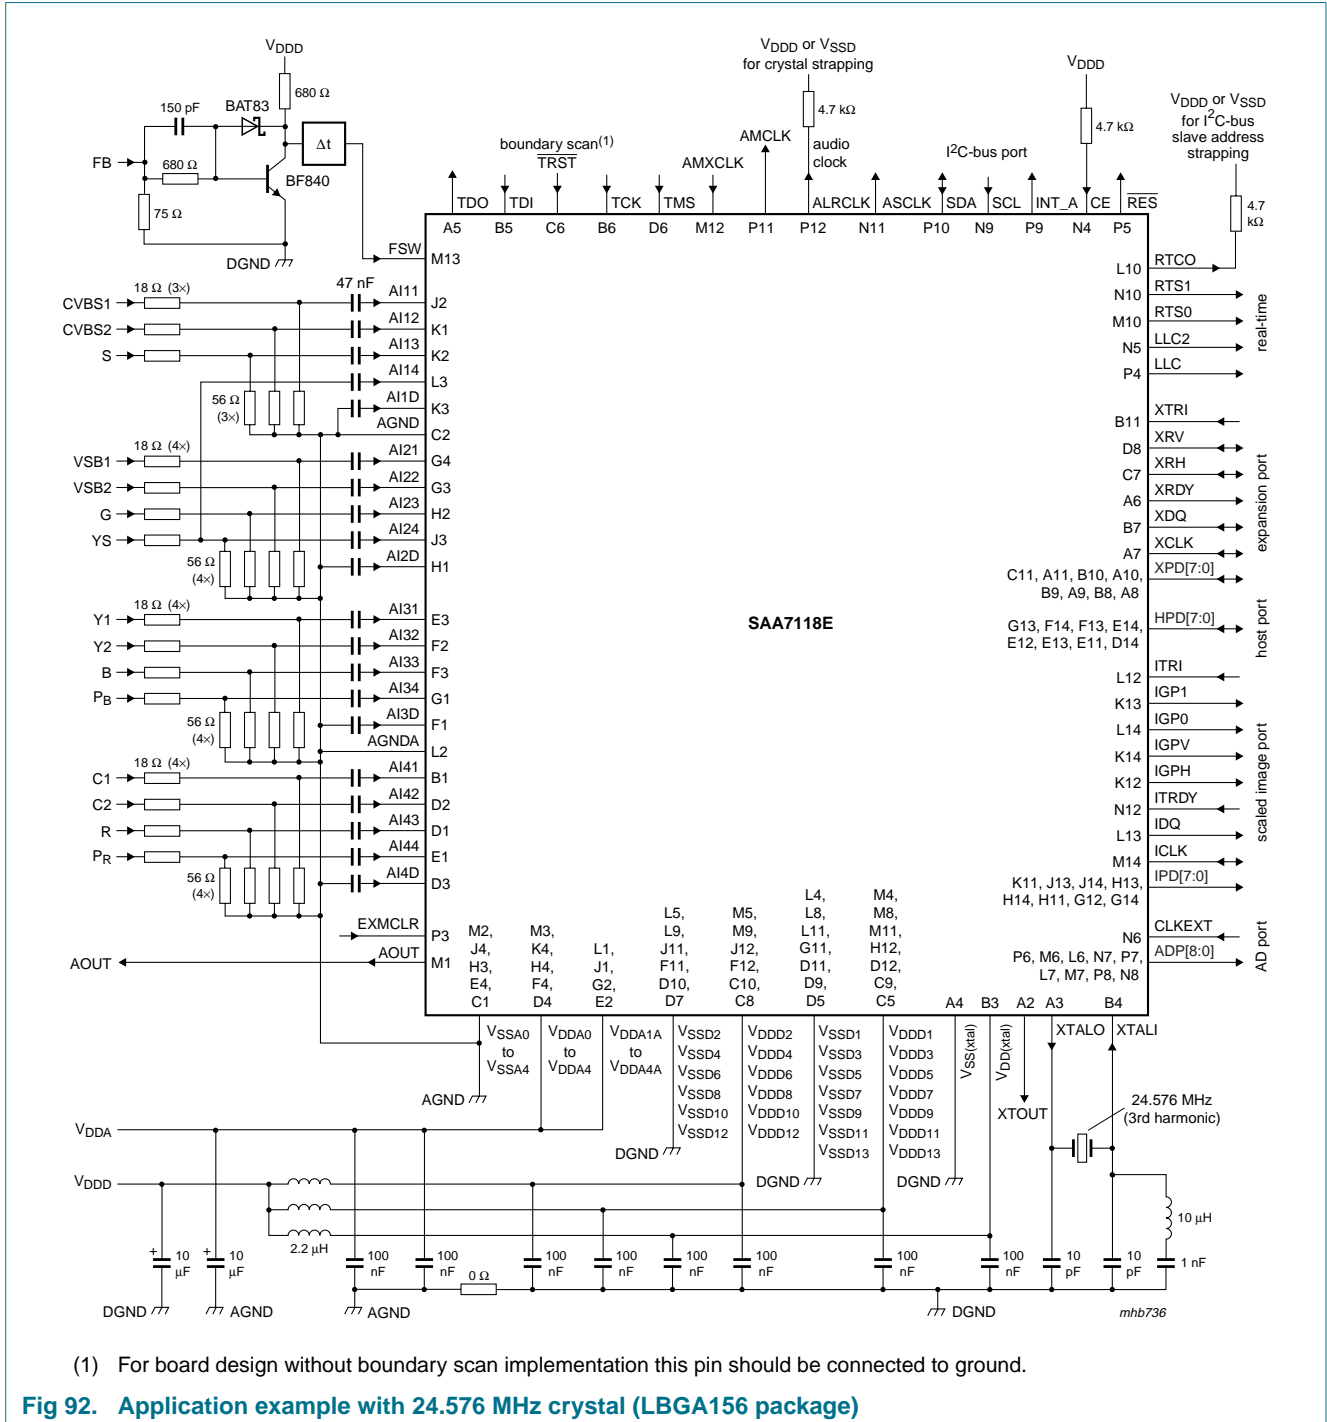 VDDD
680 Ω
150 pF
BAT83
Δt
FB
680 Ω
BF840
75 Ω
DGND
VDDD or VSSD
for crystal strapping
4.7 kΩ
AMCLK
audio
clock
boundary scan(1)
TRST
AMXCLK
VDDD
4.7 kΩ
I2C-bus port
VDDD or VSSD
for I2C-bus
slave address
strapping
4.7
kΩ
TDO
TDI
TCK
TMS
ALRCLK
ASCLK
SDA
SCL
INT_A
CE
RES
A5 B5 C6 B6 D6 M12 P11 P12 N11 P10 N9 P9 N4 P5
FSW M13
47 nF
CVBS1 18 Ω (3×) AI11 J2
CVBS2 AI12 K1
S AI13 K2
AI14 L3
56 Ω
(3×)
AI1D K3
AGND C2
VSB1 18 Ω (4×) AI21 G4
VSB2 AI22 G3
G AI23 H2
YS AI24 J3
56 Ω
(4×)
AI2D H1
Y1 18 Ω (4×) AI31 E3
Y2 AI32 F2
B AI33 F3
PB AI34 G1
56 Ω
(4×)
AI3D F1
AGNDA L2
C1 18 Ω (4×) AI41 B1
C2 AI42 D2
R AI43 D1
PR AI44 E1
56 Ω
(4×)
AI4D D3
EXMCLR P3
AOUT AOUT M1
SAA7118E
L10 RTCO
N10 RTS1
M10 RTS0
N5 LLC2
P4 LLC
real-time
B11 XTRI
D8 XRV
C7 XRH
A6 XRDY
B7 XDQ
A7 XCLK
C11, A11, B10, A10,
B9, A9, B8, A8
XPD[7:0]
expansion port
G13, F14, F13, E14,
E12, E13, E11, D14
HPD[7:0]
host port
L12 ITRI
K13 IGP1
L14 IGP0
K14 IGPV
K12 IGPH
N12 ITRDY
L13 IDQ
M14 ICLK
K11, J13, J14, H13,
H14, H11, G12, G14
IPD[7:0]
scaled image port
N6 CLKEXT
P6, M6, L6, N7, P7,
L7, M7, P8, N8
ADP[8:0]
AD port
M2,
J4,
H3,
E4,
C1
M3,
K4,
H4,
F4,
D4
L1,
J1,
G2,
E2
L5,
L9,
J11,
F11,
D10,
D7
M5,
M9,
J12,
F12,
C10,
C8
L4,
L8,
L11,
G11,
D11,
D9,
D5
M4,
M8,
M11,
H12,
D12,
C9,
C5
A4 B3 A2 A3 B4
VSSA0
to
VSSA4
VDDA0
to
VDDA4
VDDA1A
to
VDDA4A
VSSD2
VSSD4
VSSD6
VSSD8
VSSD10
VSSD12
VDDD2
VDDD4
VDDD6
VDDD8
VDDD10
VDDD12
VSSD1
VSSD3
VSSD5
VSSD7
VSSD9
VSSD11
VSSD13
VDDD1
VDDD3
VDDD5
VDDD7
VDDD9
VDDD11
VDDD13
VSS(xtal)
VDD(xtal)
XTOUT
XTALO
XTALI
AGND
DGND
DGND
DGND
24.576 MHz
(3rd harmonic)
VDDA
VDDD
2.2 μH
10 μH
+ 10
μF
+ 10
μF
100
nF
100
nF
0 Ω
100
nF
100
nF
100
nF
100
nF
100
nF
100
nF
10
pF
10
pF
1 nF
DGND
AGND
AGND
DGND
mhb736
(1) For board design without boundary scan implementation this pin should be connected to ground.
Fig 92. Application example with 24.576 MHz crystal (LBGA156 package)